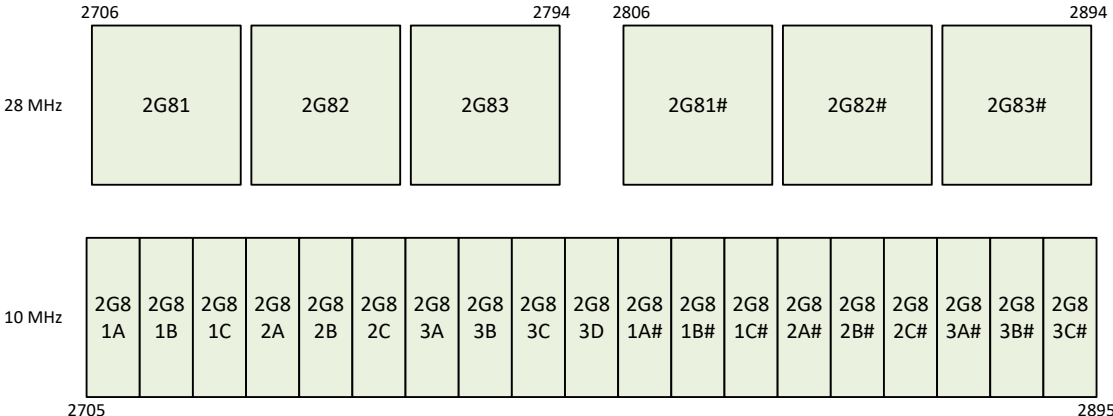 2706 2794 2806 2894
28 MHz 2G81 2G82 2G83 2G81# 2G82# 2G83#
10 MHz
2G8 2G8 2G8 2G8 2G8 2G8 2G8 2G8 2G8 2G8 2G8 2G8 2G8 2G8 2G8 2G8 2G8 2G8 2G8
1A 1B 1C 2A 2B 2C 3A 3B 3C 3D 1A# 1B# 1C# 2A# 2B# 2C# 3A# 3B# 3C#
2705 2895